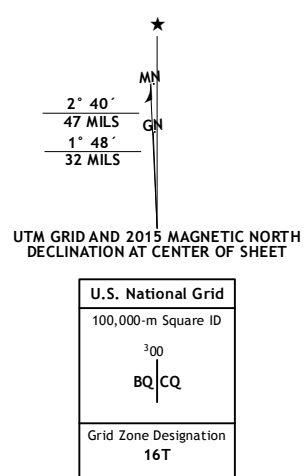 ★
MN
2° 40´
47 MILS
GN
1° 48´
32 MILS
UTM GRID AND 2015 MAGNETIC NORTH
DECLINATION AT CENTER OF SHEET
U.S. National Grid
100,000-m Square ID
³00
BQ CQ
Grid Zone Designation
16T